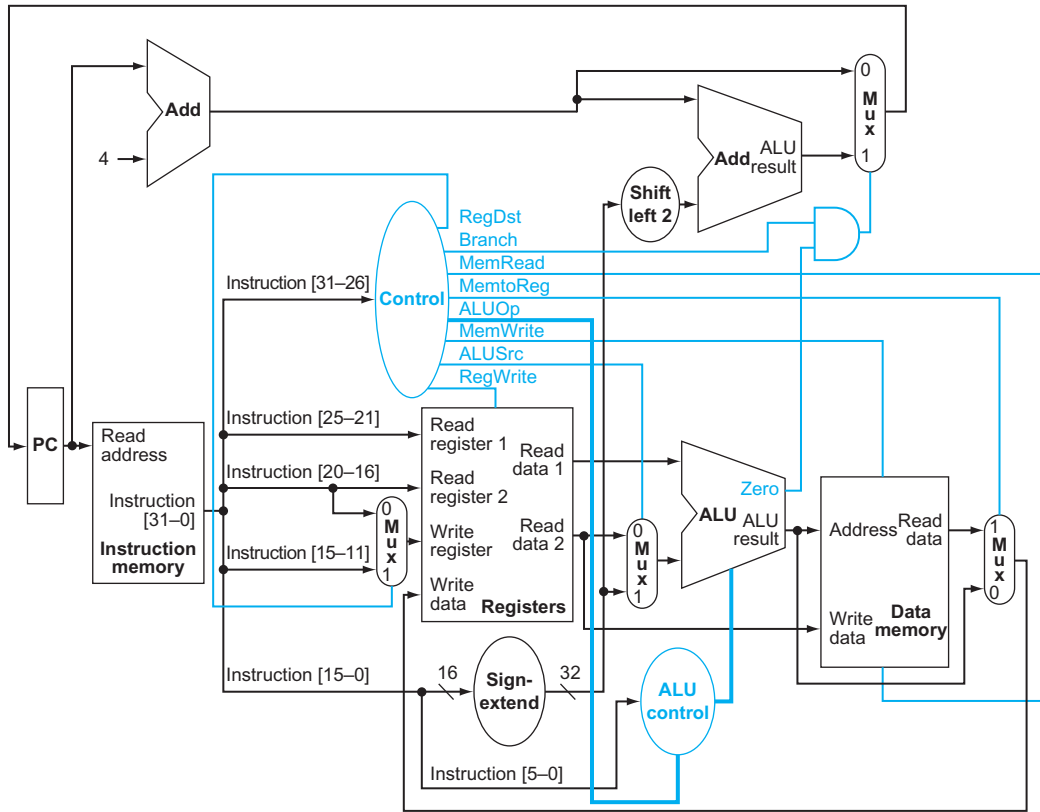 Add
4
0
M
u
x
1
Add
ALU
result
Shift
left 2
RegDst
Branch
MemRead
MemtoReg
ALUOp
MemWrite
ALUSrc
RegWrite
Control
Instruction [31–26]
Instruction [25–21]
Instruction [20–16]
Instruction [15–11]
Instruction [15–0]
Instruction [5–0]
PC
Read
address
Instruction
[31–0]
Instruction
memory
0
M
u
x
1
Read
register 1
Read
register 2
Write
register
Write
data
Read
data 1
Read
data 2
Registers
0
M
u
x
1
Zero
ALU
ALU
result
Address
Read
data
Write
data
Data
memory
1
M
u
x
0
16
Sign-
extend
32
ALU
control